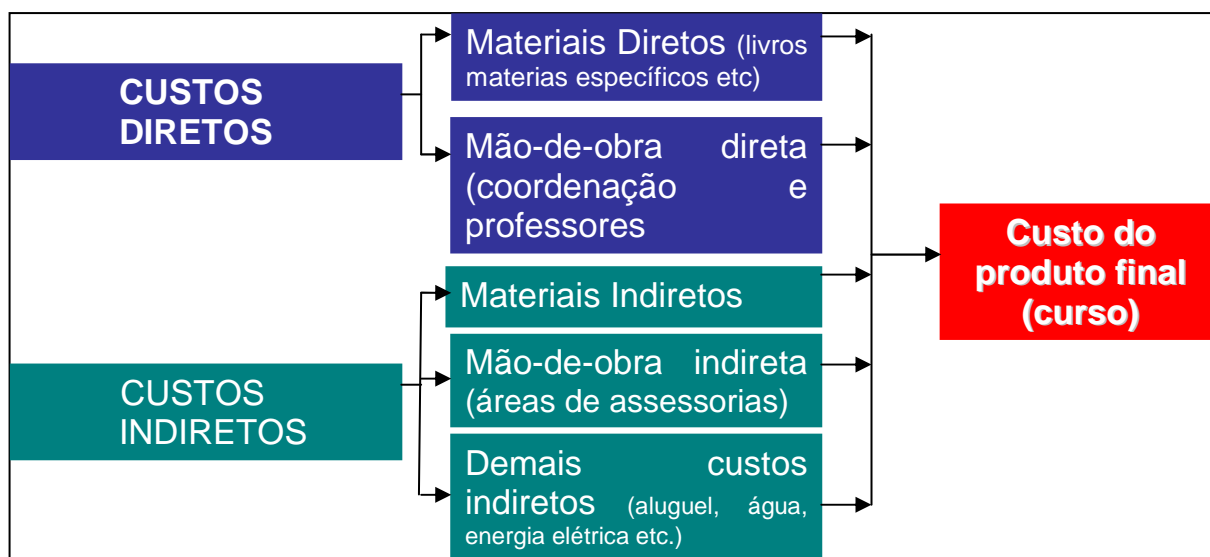 CUSTOS
DIRETOS
Materiais Diretos (livros
materias específicos etc)
Mão-de-obra direta
(coordenação e
professores
CUSTOS
INDIRETOS
Materiais Indiretos
Mão-de-obra indireta
(áreas de assessorias)
Demais custos
indiretos (aluguel, água,
energia elétrica etc.)
Custo do
produto final
(curso)